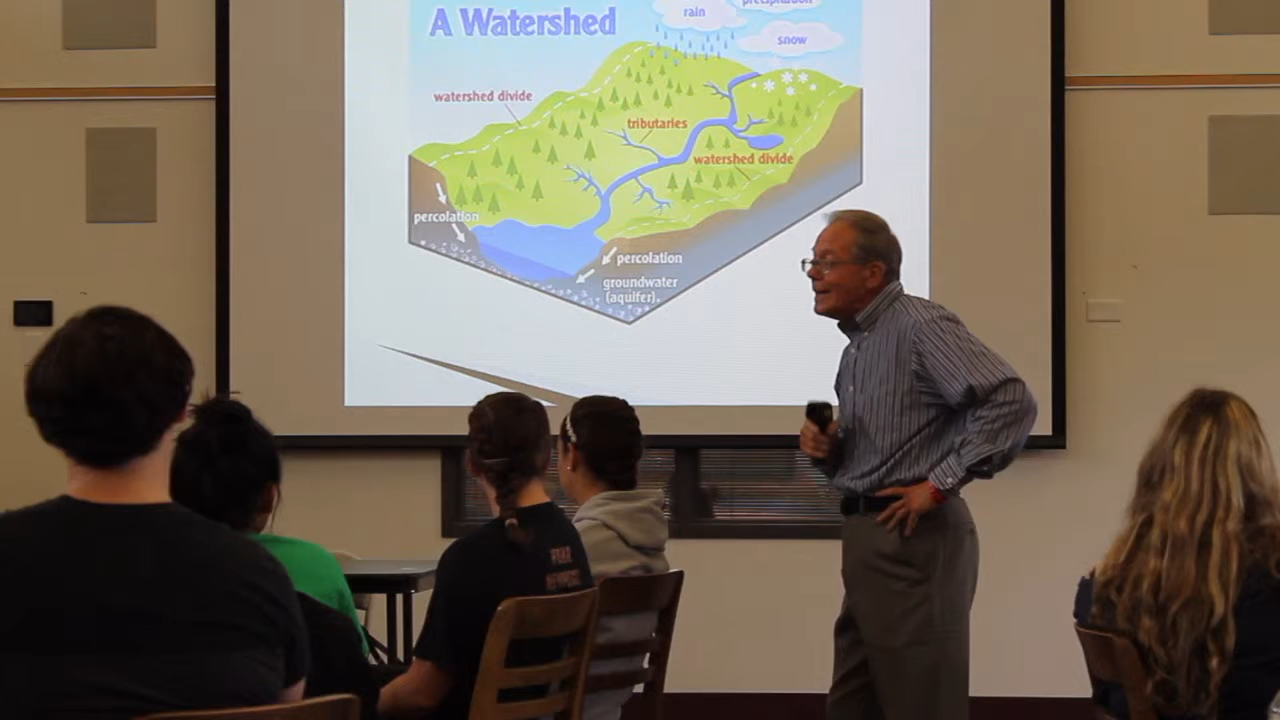 precipitation
A Watershed
rain
snow
watershed divide
tributaries
watershed divide
percolation
percolation
groundwater
(aquifer)